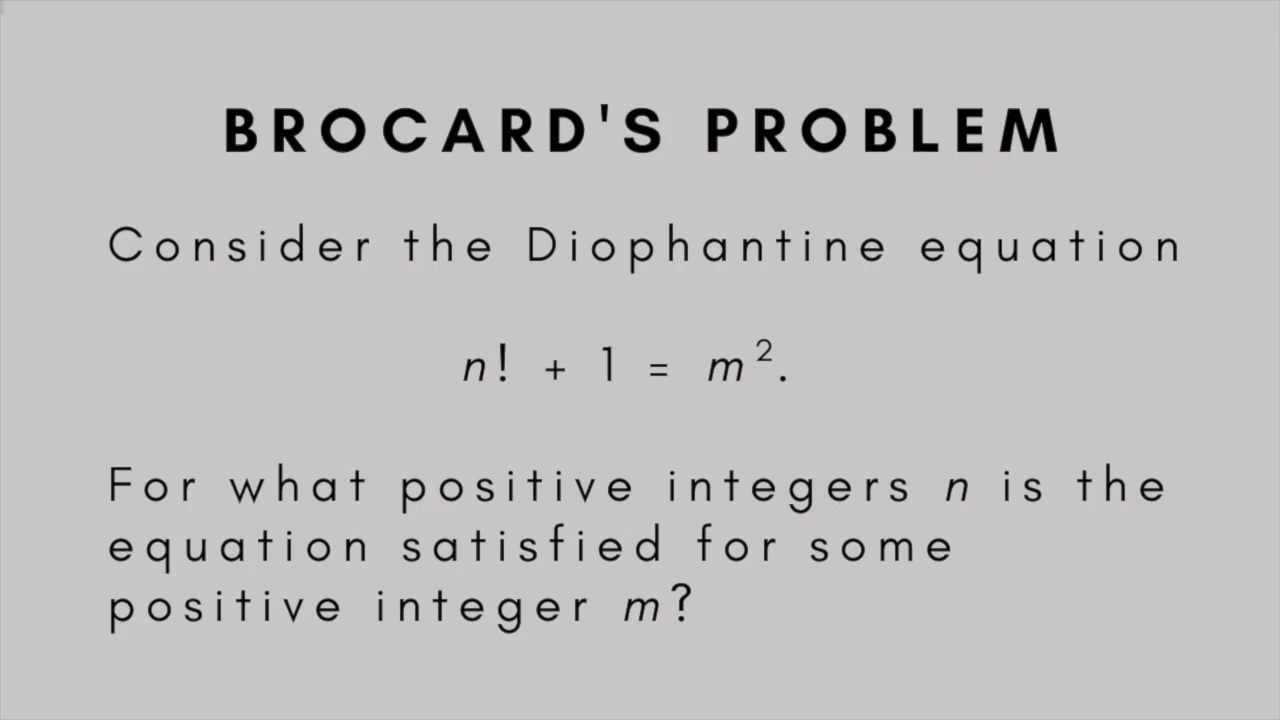 BROCARD'S PROBLEM
Consider the Diophantine equation
n! + 1 = m².
For what positive integers n is the
equation satisfied for some
positive integer m?